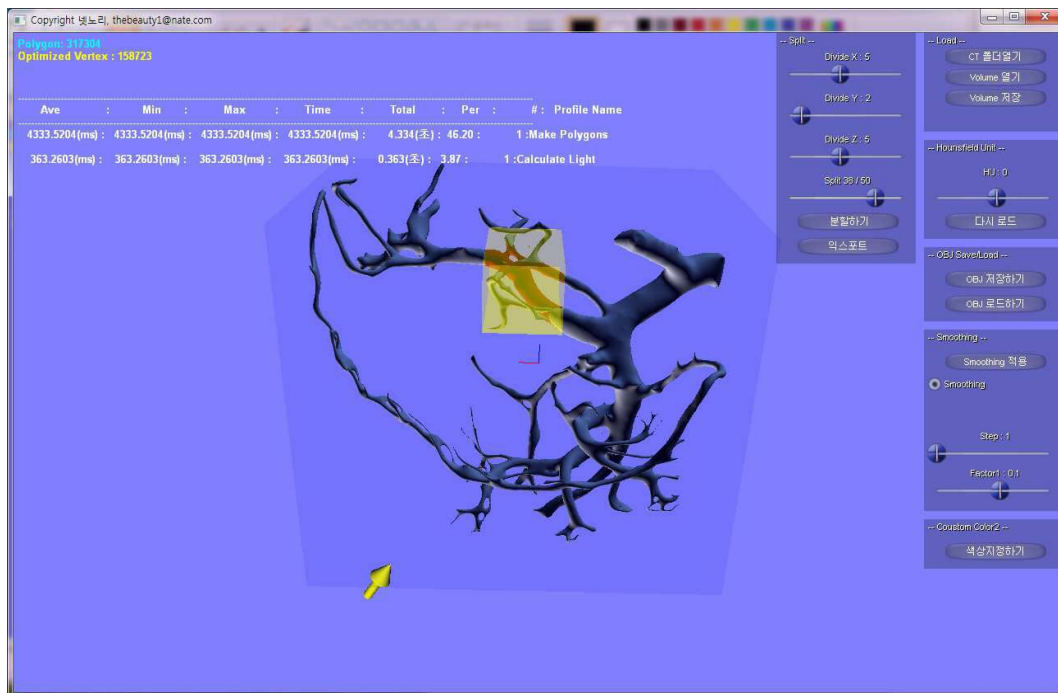 Copyright 넷노리, thebeauty1@nate.com
Polygon: 317304
Optimized Vertex : 158723
Ave : Min : Max : Time : Total : Per : # : Profile Name
4333.5204(ms) : 4333.5204(ms) : 4333.5204(ms) : 4333.5204(ms) : 4.334(초) : 46.20 : 1 :Make Polygons
363.2603(ms) : 363.2603(ms) : 363.2603(ms) : 363.2603(ms) : 0.363(초) : 3.87 : 1 :Calculate Light
-- Split --
Divide X : 5
Divide Y : 2
Divide Z : 5
Split 38 / 50
분할하기
익스포트
-- Load --
CT 폴더열기
Volume 열기
Volume 저장
-- Hounsfield Unit --
HU : 0
다시 로드
-- OBJ Save/Load --
OBJ 저장하기
OBJ 로드하기
-- Smoothing --
Smoothing 적용
Smoothing
Step : 1
Factor1 : 0.1
-- Coustom Color2 --
색상지정하기